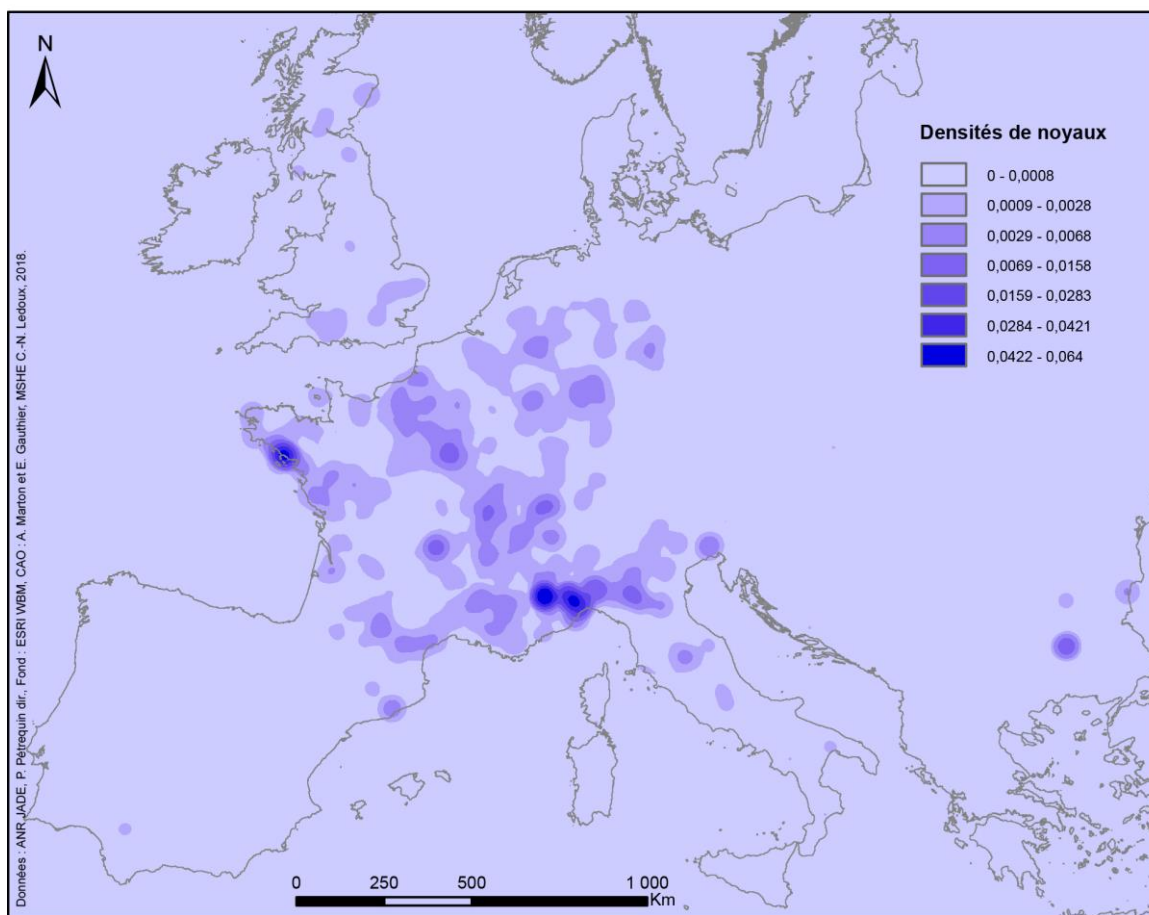 N
Densités de noyaux
0 - 0,0008
0,0009 - 0,0028
0,0029 - 0,0068
0,0069 - 0,0158
0,0159 - 0,0283
0,0284 - 0,0421
0,0422 - 0,064
Données : ANR JADE, P. Pétrequin dir., Fond : ESRI WBM, CAO : A. Marton et E. Gauthier, MSHE C.-N. Ledoux, 2018.
0 250 500 1 000
Km